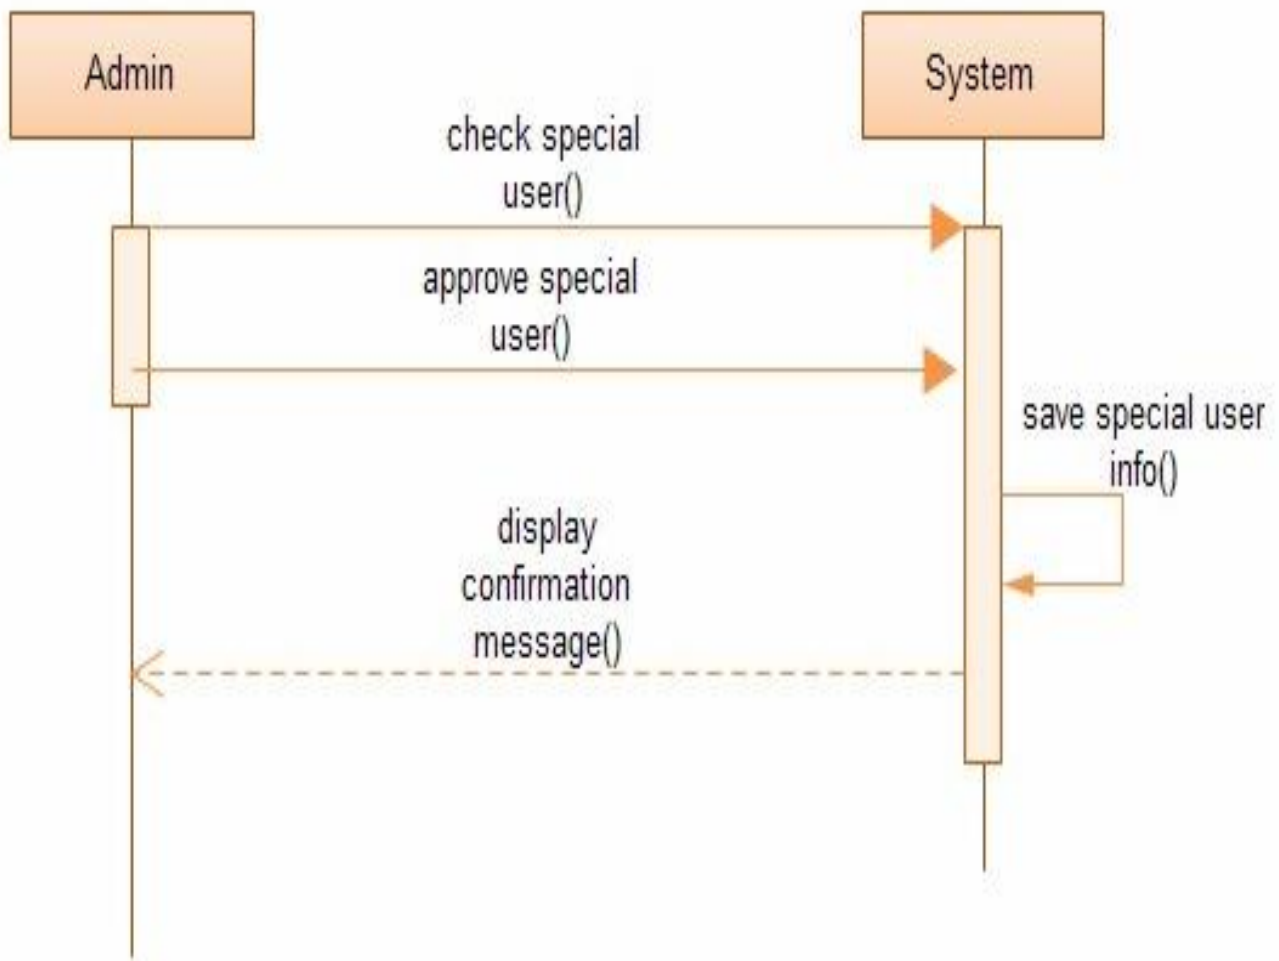 Admin
System
check special
user()
approve special
user()
save special user
info()
display
confirmation
message()